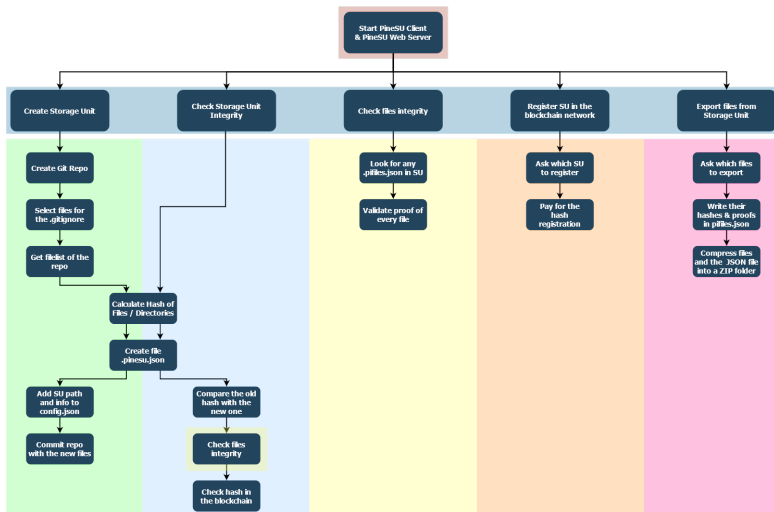 Start PineSU Client
& PineSU Web Server
Create Storage Unit
Check Storage Unit
Integrity
Check files integrity
Register SU in the
blockchain network
Export files from
Storage Unit
Create Git Repo
Look for any
.pifiles.json in SU
Ask which SU
to register
Ask which files
to export
Select files for
the .gitignore
Validate proof of
every file
Pay for the
hash registration
Write their
hashes & proofs
in pifiles.json
Get filelist of the
repo
Compress files
and the JSON file
into a ZIP folder
Calculate Hash of
Files / Directories
Create file
.pinesu.json
Add SU path
and info to
config.json
Compare the old
hash with the
new one
Commit repo
with the new files
Check files
integrity
Check hash in
the blockchain